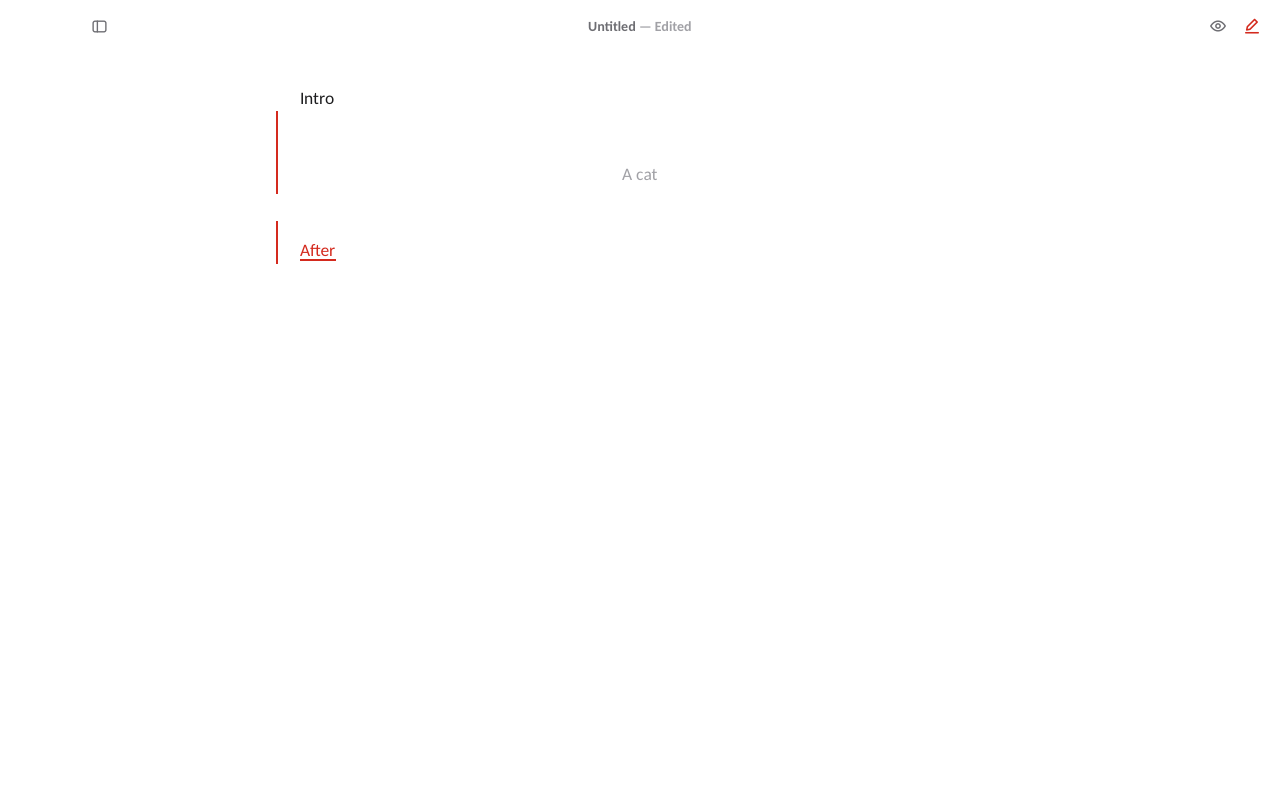 Untitled — Edited
Intro
A cat
After